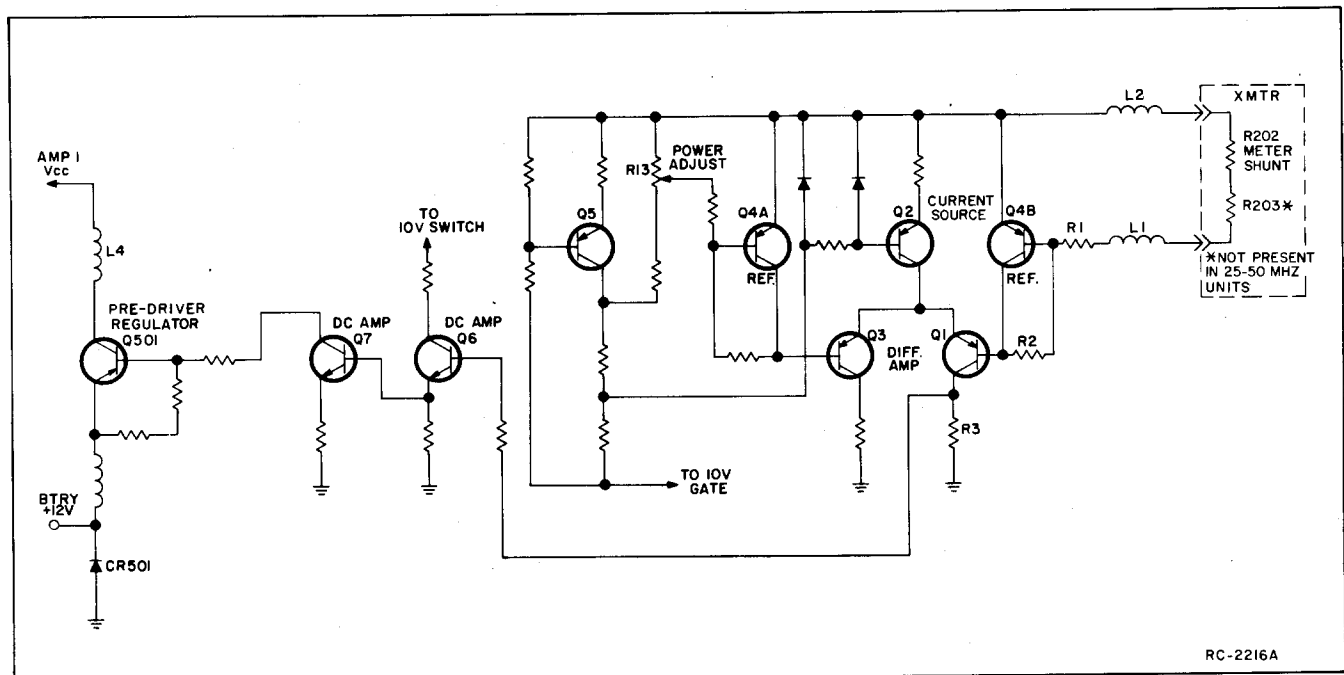 AMP 1
Vcc
L4
PRE-DRIVER
REGULATOR
Q501
BTRY
+12V
CR501
DC AMP
Q7
TO
10V SWITCH
DC AMP
Q6
Q5
R13
POWER
ADJUST
Q4A
REF.
Q2
CURRENT
SOURCE
Q4B
REF.
Q3
DIFF.
AMP
Q1
R1
R2
R3
L1
L2
TO 10V
GATE
XMTR
R202
METER
SHUNT
R203*
*NOT PRESENT
IN 25-50 MHZ
UNITS
RC-2216A